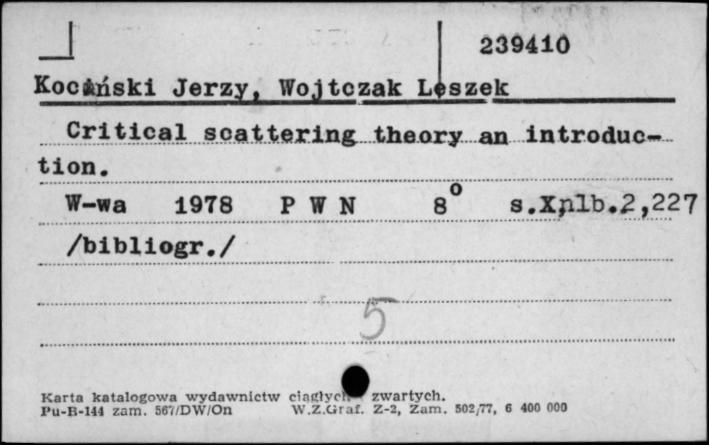 239410
Kociński Jerzy, Wojtczak Leszek
Critical scattering theory an introduc-
tion.
W-wa 1978 P W N 8° s.X,nlb.2,227
/bibliogr./
5
Karta katalogowa wydawnictw ciągłych zwartych.
Pu-B-144 zam. 567/DW/On W.Z.Graf. Z-2, Zam. 502/77, 6 400 000